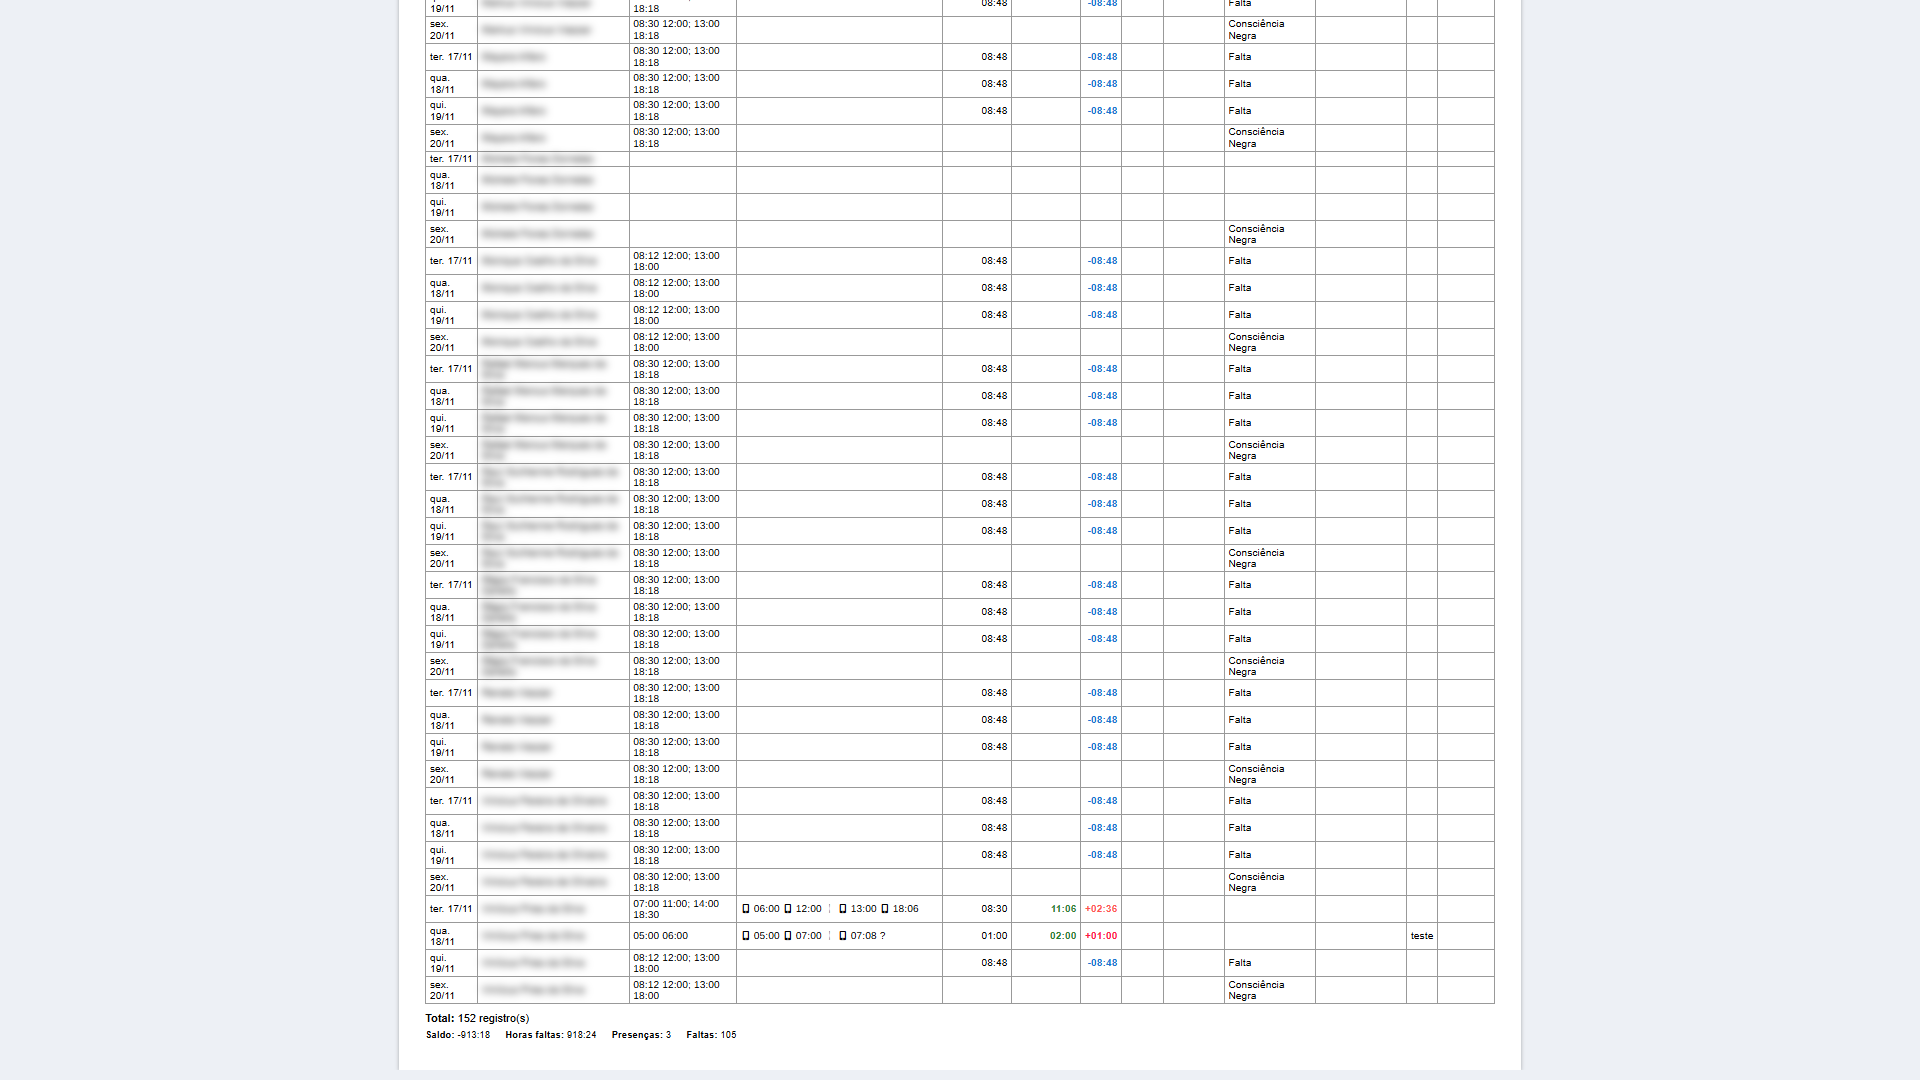 19/11 18:18 08:48 -08:48 Falta
sex. 20/11 08:30 12:00; 13:00 18:18 Consciência Negra
ter. 17/11 08:30 12:00; 13:00 18:18 08:48 -08:48 Falta
qua. 18/11 08:30 12:00; 13:00 18:18 08:48 -08:48 Falta
qui. 19/11 08:30 12:00; 13:00 18:18 08:48 -08:48 Falta
sex. 20/11 08:30 12:00; 13:00 18:18 Consciência Negra
ter. 17/11
qua. 18/11
qui. 19/11
sex. 20/11 Consciência Negra
ter. 17/11 08:12 12:00; 13:00 18:00 08:48 -08:48 Falta
qua. 18/11 08:12 12:00; 13:00 18:00 08:48 -08:48 Falta
qui. 19/11 08:12 12:00; 13:00 18:00 08:48 -08:48 Falta
sex. 20/11 08:12 12:00; 13:00 18:00 Consciência Negra
ter. 17/11 08:30 12:00; 13:00 18:18 08:48 -08:48 Falta
qua. 18/11 08:30 12:00; 13:00 18:18 08:48 -08:48 Falta
qui. 19/11 08:30 12:00; 13:00 18:18 08:48 -08:48 Falta
sex. 20/11 08:30 12:00; 13:00 18:18 Consciência Negra
ter. 17/11 08:30 12:00; 13:00 18:18 08:48 -08:48 Falta
qua. 18/11 08:30 12:00; 13:00 18:18 08:48 -08:48 Falta
qui. 19/11 08:30 12:00; 13:00 18:18 08:48 -08:48 Falta
sex. 20/11 08:30 12:00; 13:00 18:18 Consciência Negra
ter. 17/11 08:30 12:00; 13:00 18:18 08:48 -08:48 Falta
qua. 18/11 08:30 12:00; 13:00 18:18 08:48 -08:48 Falta
qui. 19/11 08:30 12:00; 13:00 18:18 08:48 -08:48 Falta
sex. 20/11 08:30 12:00; 13:00 18:18 Consciência Negra
ter. 17/11 08:30 12:00; 13:00 18:18 08:48 -08:48 Falta
qua. 18/11 08:30 12:00; 13:00 18:18 08:48 -08:48 Falta
qui. 19/11 08:30 12:00; 13:00 18:18 08:48 -08:48 Falta
sex. 20/11 08:30 12:00; 13:00 18:18 Consciência Negra
ter. 17/11 08:30 12:00; 13:00 18:18 08:48 -08:48 Falta
qua. 18/11 08:30 12:00; 13:00 18:18 08:48 -08:48 Falta
qui. 19/11 08:30 12:00; 13:00 18:18 08:48 -08:48 Falta
sex. 20/11 08:30 12:00; 13:00 18:18 Consciência Negra
ter. 17/11 07:00 11:00; 14:00 18:30 06:00 12:00 | 13:00 18:06 08:30 11:06 +02:36
qua. 18/11 05:00 06:00 05:00 07:00 | 07:08 ? 01:00 02:00 +01:00 teste
qui. 19/11 08:12 12:00; 13:00 18:00 08:48 -08:48 Falta
sex. 20/11 08:12 12:00; 13:00 18:00 Consciência Negra
Total: 152 registro(s)
Saldo: -913:18 Horas faltas: 918:24 Presenças: 3 Faltas: 105